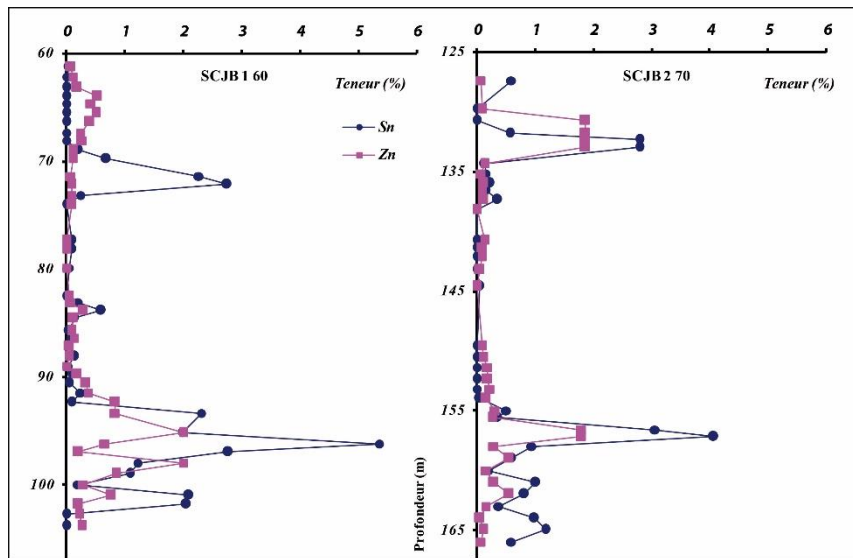 0 1 2 3 4 5 6
60
SCJB 1 60
Teneur (%)
Sn
Zn
70
80
90
100
0 1 2 3 4 5 6
125
SCJB 2 70
Teneur (%)
135
145
155
165
Profondeur (m)